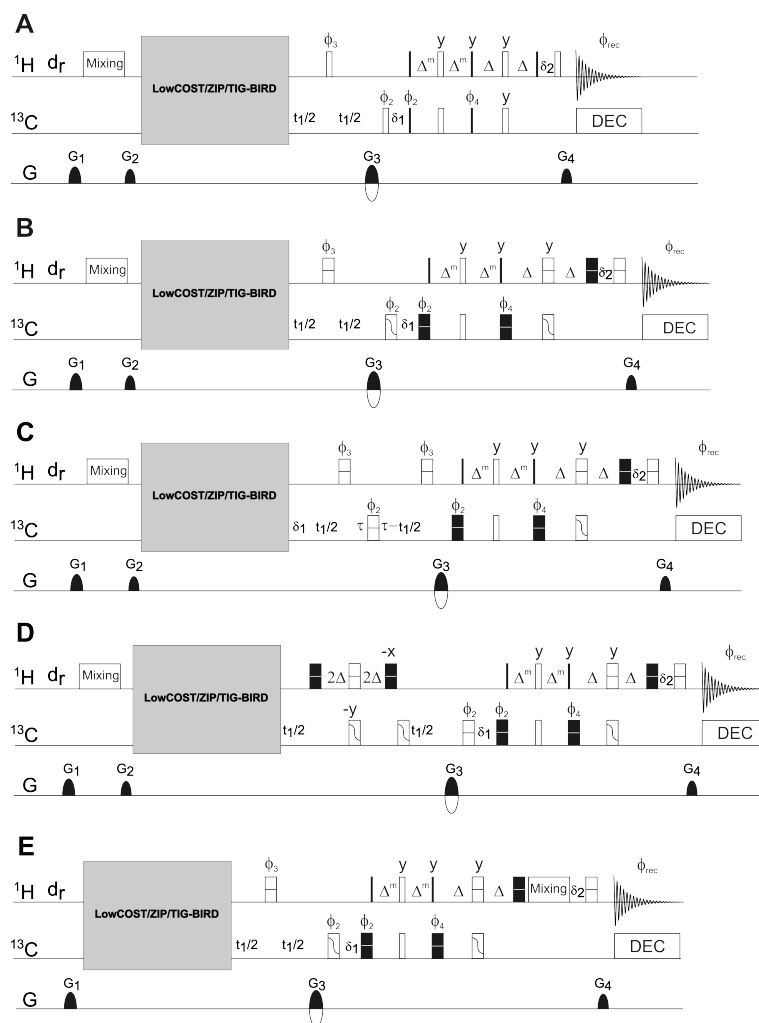 A
ϕ3 y y y ϕrec
¹H dr Mixing Δᵐ Δᵐ Δ Δ δ2
LowCOST/ZIP/TIG-BIRD
ϕ2 ϕ2 ϕ4 y
¹³C t1/2 t1/2 δ1 DEC
G1 G2 G3 G4
G
B
ϕ3 y y y ϕrec
¹H dr Mixing Δᵐ Δᵐ Δ Δ δ2
LowCOST/ZIP/TIG-BIRD
ϕ2 ϕ2 ϕ4
¹³C t1/2 t1/2 δ1 DEC
G1 G2 G3 G4
G
C
ϕ3 ϕ3 y y y ϕrec
¹H dr Mixing Δᵐ Δᵐ Δ Δ δ2
LowCOST/ZIP/TIG-BIRD
ϕ2 ϕ2 ϕ4
¹³C δ1 t1/2 τ τ−t1/2 DEC
G1 G2 G3 G4
G
D
-x y y y ϕrec
¹H dr Mixing 2Δ 2Δ Δᵐ Δᵐ Δ Δ δ2
LowCOST/ZIP/TIG-BIRD
-y ϕ2 ϕ2 ϕ4
¹³C t1/2 t1/2 δ1 DEC
G1 G2 G3 G4
G
E
ϕ3 y y y ϕrec
¹H dr Δᵐ Δᵐ Δ Δ Mixing δ2
LowCOST/ZIP/TIG-BIRD
ϕ2 ϕ2 ϕ4
¹³C t1/2 t1/2 δ1 DEC
G1 G3 G4
G